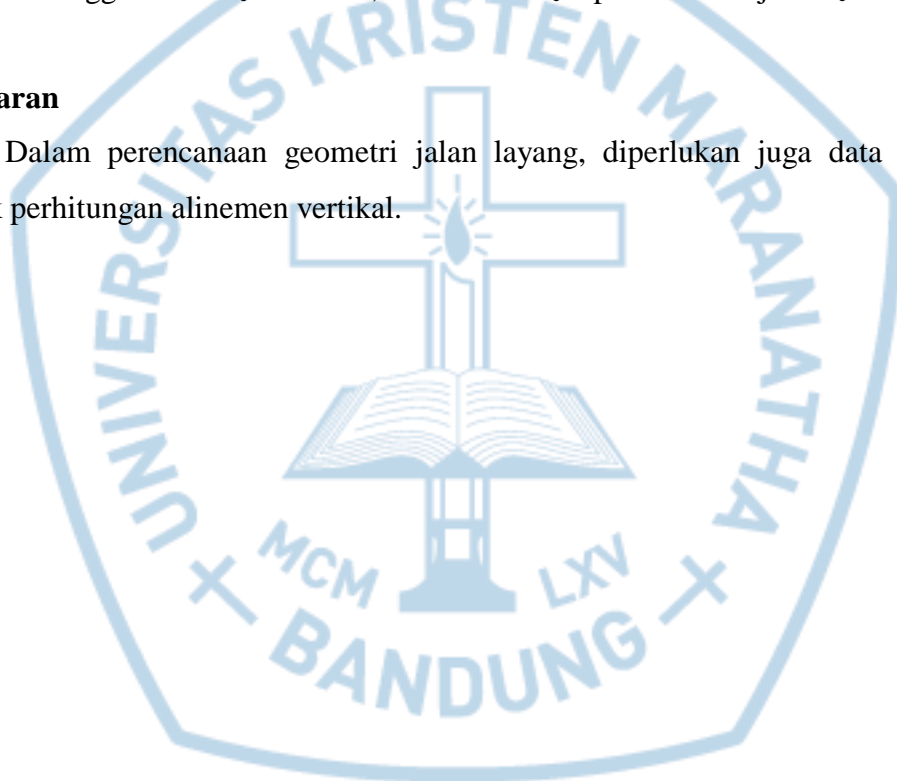 aran
Dalam perencanaan geometri jalan layang, diperlukan juga data
perhitungan alinemen vertikal.
UNIVERSITAS KRISTEN MARANATHA
MCM LXV
BANDUNG